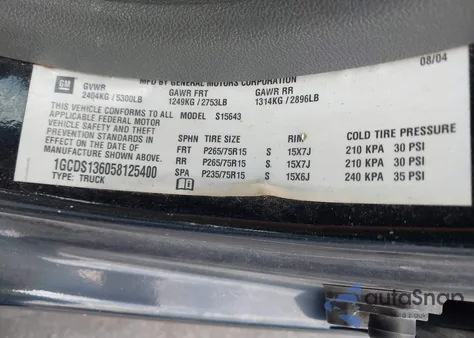 MFD BY GENERAL MOTORS CORPORATION
08/04
GM
GVWR GAWR FRT GAWR RR
2404KG / 5300LB 1249KG / 2753LB 1314KG / 2896LB
THIS VEHICLE CONFORMS TO ALL MODEL S15643
APPLICABLE FEDERAL MOTOR
VEHICLE SAFETY AND THEFT
PREVENTION STANDARDS IN
EFFECT ON THE DATE OF
SPHN TIRE SIZE RIM COLD TIRE PRESSURE
FRT P265/75R15 S 15X7J 210 KPA 30 PSI
RR P265/75R15 S 15X7J 210 KPA 30 PSI
SPA P235/75R15 S 15X6J 240 KPA 35 PSI
1GCDS136058125400
TYPE: TRUCK
autoSnap